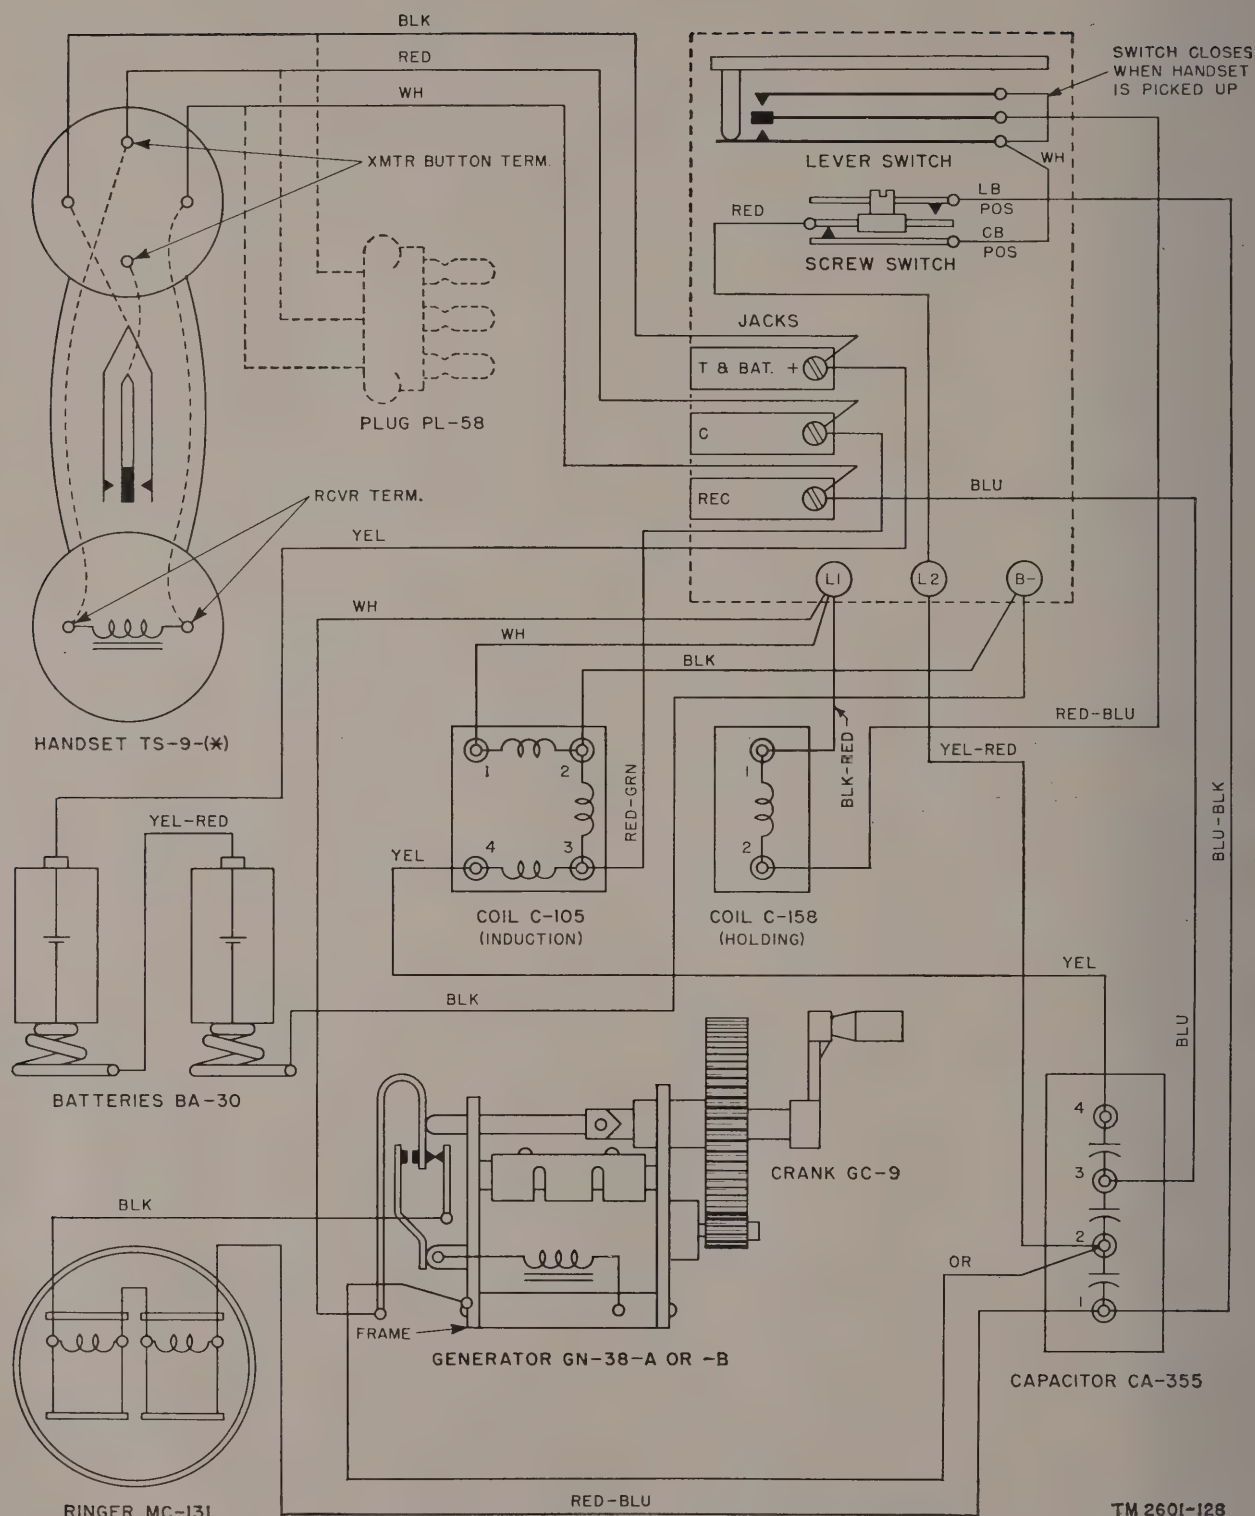 BLK
RED
WH
SWITCH CLOSES
WHEN HANDSET
IS PICKED UP
XMTR BUTTON TERM.
LEVER SWITCH
WH
LB
POS
RED
CB
POS
SCREW SWITCH
JACKS
T & BAT. +
PLUG PL-58
C
REC
BLU
RCVR TERM.
YEL
L1
L2
B-
WH
WH
BLK
RED-BLU
HANDSET TS-9-(*)
YEL-RED
BLK-RED
1
2
1
RED-GRN
BLU-BLK
YEL-RED
YEL
4
3
2
COIL C-105
(INDUCTION)
COIL C-158
(HOLDING)
YEL
BLK
BLU
BATTERIES BA-30
4
CRANK GC-9
3
BLK
2
OR
1
FRAME
GENERATOR GN-38-A OR -B
CAPACITOR CA-355
RED-BLU
RINGER MC-131
TM 2601-128